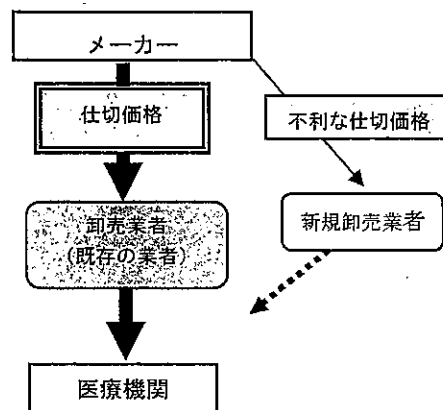 メーカー
仕切価格
不利な仕切価格
卸売業者
(既存の業者)
新規卸売業者
医療機関